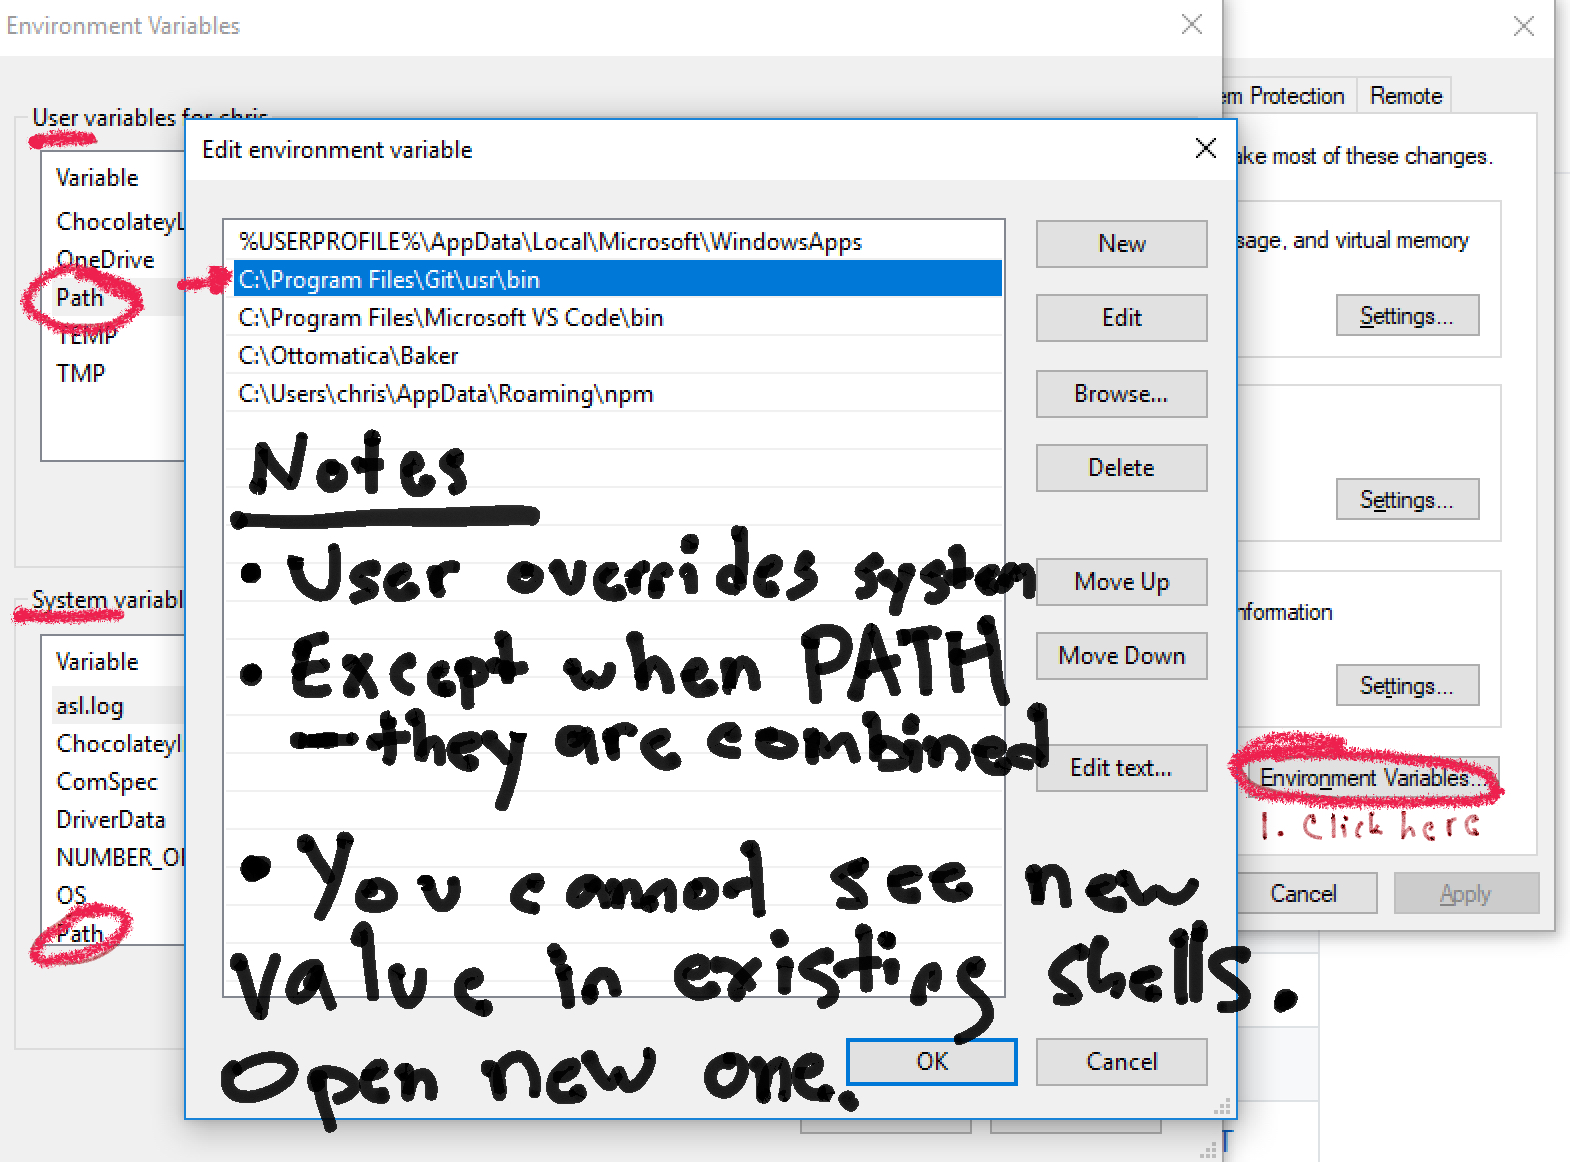 Environment Variables
User variables for chris
Variable
ChocolateyL
OneDrive
Path
TEMP
TMP
System variabl
Variable
asl.log
ChocolateyI
ComSpec
DriverData
NUMBER_OF
OS
Path
Edit environment variable
%USERPROFILE%\AppData\Local\Microsoft\WindowsApps
C:\Program Files\Git\usr\bin
C:\Program Files\Microsoft VS Code\bin
C:\Ottomatica\Baker
C:\Users\chris\AppData\Roaming\npm
New
Edit
Browse...
Delete
Move Up
Move Down
Edit text...
OK
Cancel
Notes
• User overrides system
• Except when PATH
– they are combined
• You cannot see new
value in existing shells.
Open new one.
em Protection
Remote
ake most of these changes.
sage, and virtual memory
Settings...
Settings...
nformation
Settings...
Environment Variables...
1. Click here
Cancel
Apply
T